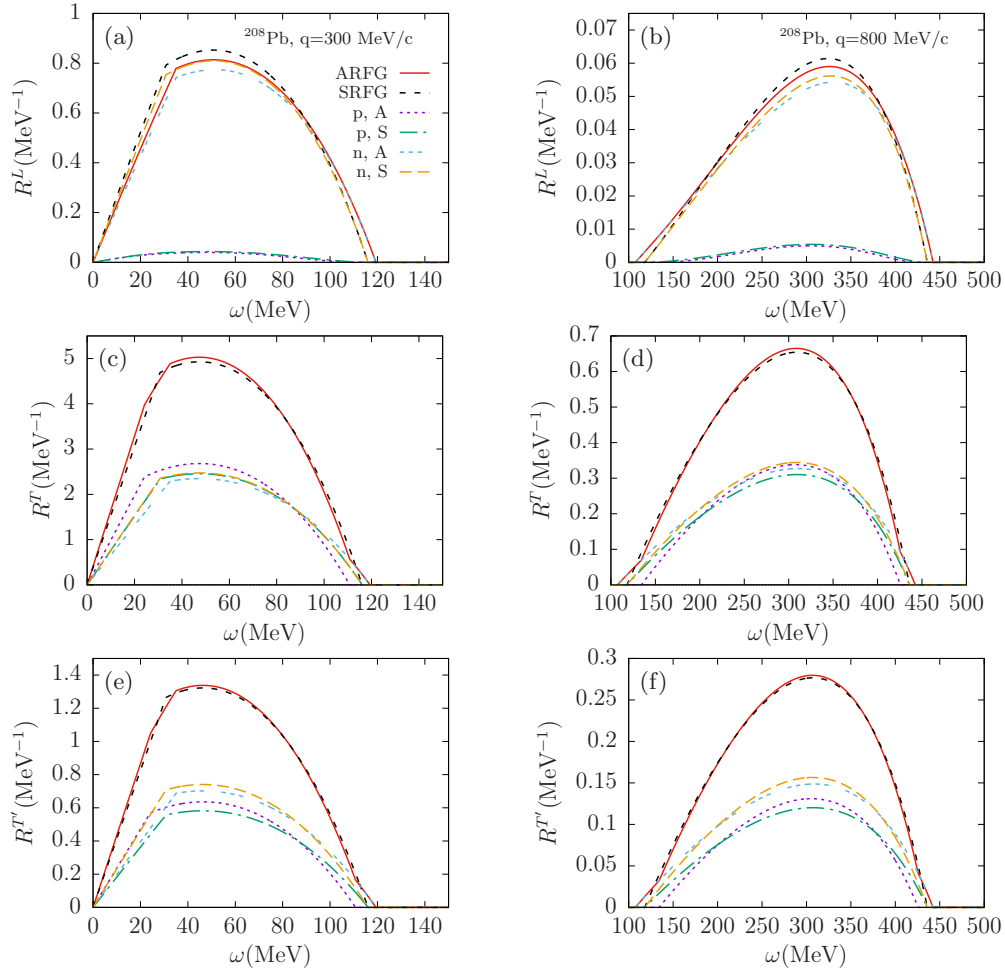 (a) ²⁰⁸Pb, q=300 MeV/c
ARFG
SRFG
p, A
p, S
n, A
n, S
R^L(MeV⁻¹)
1
0.8
0.6
0.4
0.2
0
0 20 40 60 80 100 120 140
ω(MeV)
(b) ²⁰⁸Pb, q=800 MeV/c
R^L(MeV⁻¹)
0.07
0.06
0.05
0.04
0.03
0.02
0.01
0
100 150 200 250 300 350 400 450 500
ω(MeV)
(c)
R^T(MeV⁻¹)
5
4
3
2
1
0
0 20 40 60 80 100 120 140
ω(MeV)
(d)
R^T(MeV⁻¹)
0.7
0.6
0.5
0.4
0.3
0.2
0.1
0
100 150 200 250 300 350 400 450 500
ω(MeV)
(e)
R^T′(MeV⁻¹)
1.4
1.2
1
0.8
0.6
0.4
0.2
0
0 20 40 60 80 100 120 140
ω(MeV)
(f)
R^T′(MeV⁻¹)
0.3
0.25
0.2
0.15
0.1
0.05
0
100 150 200 250 300 350 400 450 500
ω(MeV)